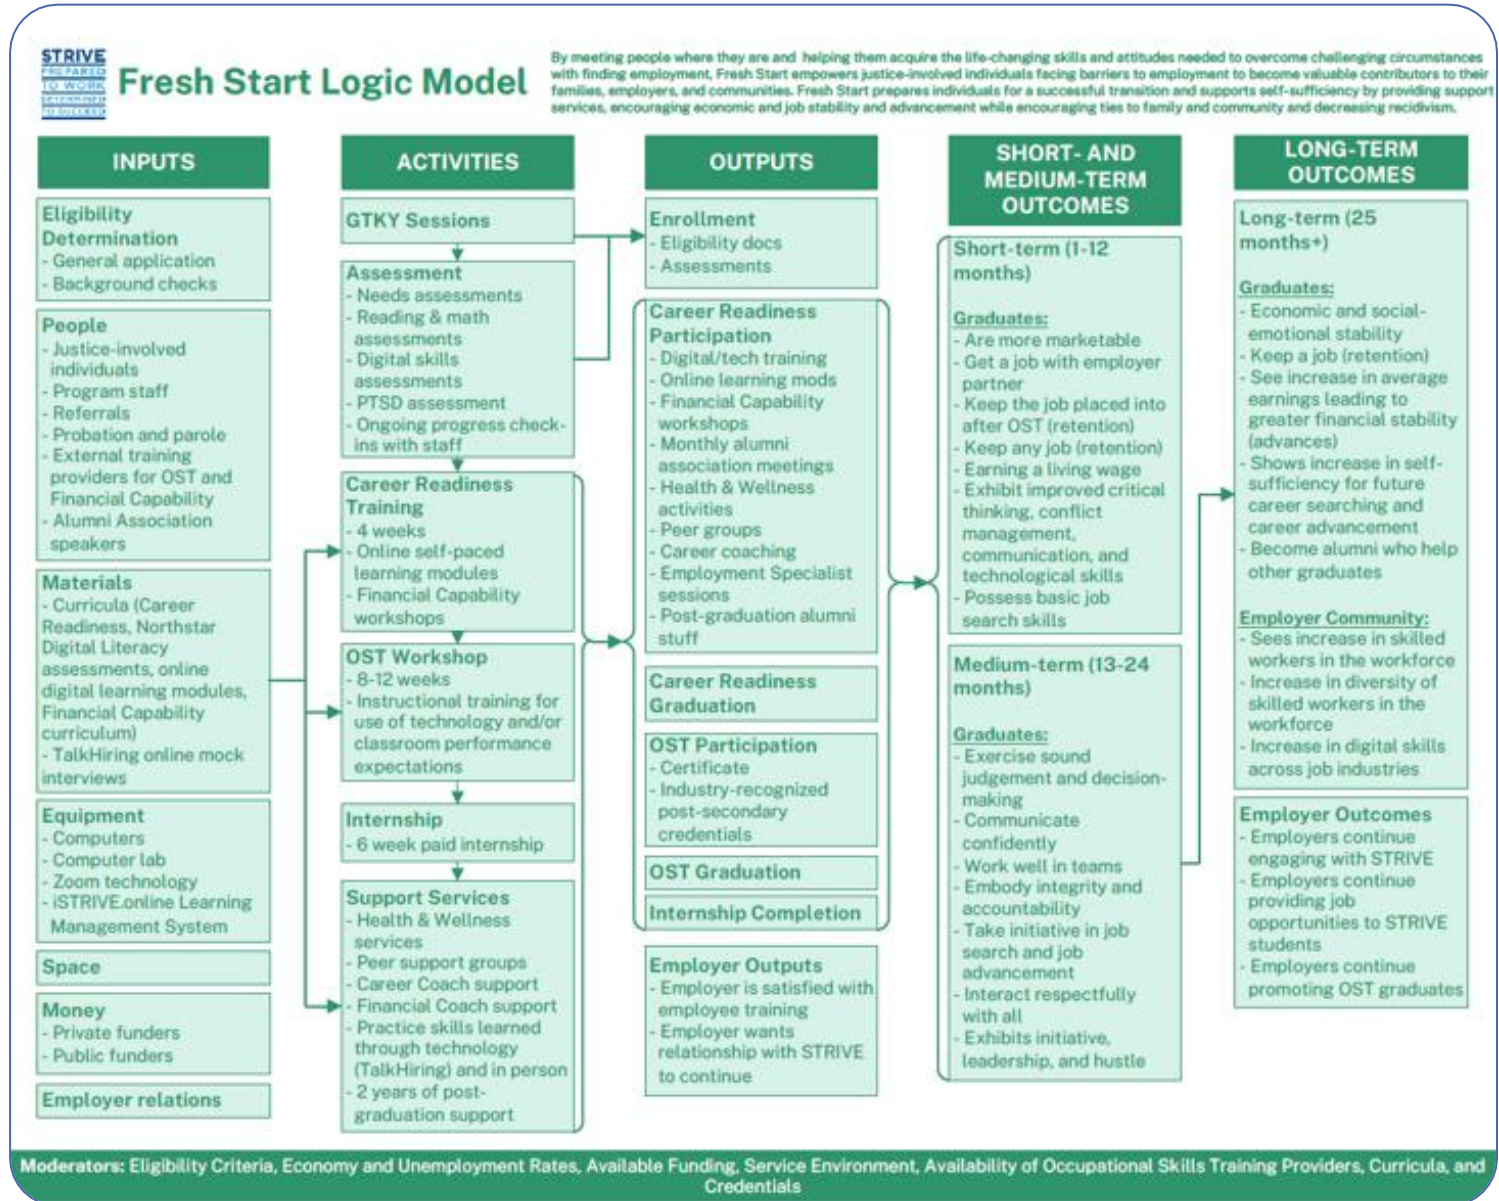 STRIVE
PREPARED
TO WORK
DETERMINED
TO SUCCEED
Fresh Start Logic Model
By meeting people where they are and helping them acquire the life-changing skills and attitudes needed to overcome challenging circumstances
with finding employment, Fresh Start empowers justice-involved individuals facing barriers to employment to become valuable contributors to their
families, employers, and communities. Fresh Start prepares individuals for a successful transition and supports self-sufficiency by providing support
services, encouraging economic and job stability and advancement while encouraging ties to family and community and decreasing recidivism.
INPUTS
Eligibility
Determination
- General application
- Background checks
People
- Justice-involved
individuals
- Program staff
- Referrals
- Probation and parole
- External training
providers for OST and
Financial Capability
- Alumni Association
speakers
Materials
- Curricula (Career
Readiness, Northstar
Digital Literacy
assessments, online
digital learning modules,
Financial Capability
curriculum)
- TalkHiring online mock
interviews
Equipment
- Computers
- Computer lab
- Zoom technology
- iSTRIVE.online Learning
Management System
Space
Money
- Private funders
- Public funders
Employer relations
ACTIVITIES
GTKY Sessions
Assessment
- Needs assessments
- Reading & math
assessments
- Digital skills
assessments
- PTSD assessment
- Ongoing progress check-
ins with staff
Career Readiness
Training
- 4 weeks
- Online self-paced
learning modules
- Financial Capability
workshops
OST Workshop
- 8-12 weeks
- Instructional training for
use of technology and/or
classroom performance
expectations
Internship
- 6 week paid internship
Support Services
- Health & Wellness
services
- Peer support groups
- Career Coach support
- Financial Coach support
- Practice skills learned
through technology
(TalkHiring) and in person
- 2 years of post-
graduation support
OUTPUTS
Enrollment
- Eligibility docs
- Assessments
Career Readiness
Participation
- Digital/tech training
- Online learning mods
- Financial Capability
workshops
- Monthly alumni
association meetings
- Health & Wellness
activities
- Peer groups
- Career coaching
- Employment Specialist
sessions
- Post-graduation alumni
stuff
Career Readiness
Graduation
OST Participation
- Certificate
- Industry-recognized
post-secondary
credentials
OST Graduation
Internship Completion
Employer Outputs
- Employer is satisfied with
employee training
- Employer wants
relationship with STRIVE
to continue
SHORT- AND
MEDIUM-TERM
OUTCOMES
Short-term (1-12
months)
Graduates:
- Are more marketable
- Get a job with employer
partner
- Keep the job placed into
after OST (retention)
- Keep any job (retention)
- Earning a living wage
- Exhibit improved critical
thinking, conflict
management,
communication, and
technological skills
- Possess basic job
search skills
Medium-term (13-24
months)
Graduates:
- Exercise sound
judgement and decision-
making
- Communicate
confidently
- Work well in teams
- Embody integrity and
accountability
- Take initiative in job
search and job
advancement
- Interact respectfully
with all
- Exhibits initiative,
leadership, and hustle
LONG-TERM
OUTCOMES
Long-term (25
months+)
Graduates:
- Economic and social-
emotional stability
- Keep a job (retention)
- See increase in average
earnings leading to
greater financial stability
(advances)
- Shows increase in self-
sufficiency for future
career searching and
career advancement
- Become alumni who help
other graduates
Employer Community:
- Sees increase in skilled
workers in the workforce
- Increase in diversity of
skilled workers in the
workforce
- Increase in digital skills
across job industries
Employer Outcomes
- Employers continue
engaging with STRIVE
- Employers continue
providing job
opportunities to STRIVE
students
- Employers continue
promoting OST graduates
Moderators: Eligibility Criteria, Economy and Unemployment Rates, Available Funding, Service Environment, Availability of Occupational Skills Training Providers, Curricula, and
Credentials